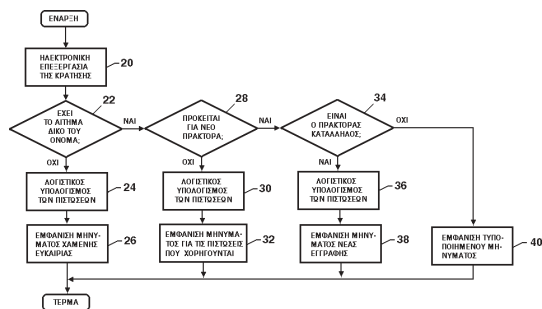 ΕΝΑΡΞΗ
ΗΛΕΚΤΡΟΝΙΚΗ
ΕΠΕΞΕΡΓΑΣΙΑ
ΤΗΣ ΚΡΑΤΗΣΗΣ
20
22
ΕΧΕΙ
ΤΟ ΑΙΤΗΜΑ
ΔΙΚΟ ΤΟΥ
ΟΝΟΜΑ;
ΝΑΙ
ΟΧΙ
28
ΠΡΟΚΕΙΤΑΙ
ΓΙΑ ΝΕΟ
ΠΡΑΚΤΟΡΑ;
ΝΑΙ
ΟΧΙ
34
ΕΙΝΑΙ
Ο ΠΡΑΚΤΟΡΑΣ
ΚΑΤΑΛΛΗΛΟΣ;
ΟΧΙ
ΝΑΙ
ΛΟΓΙΣΤΙΚΟΣ
ΥΠΟΛΟΓΙΣΜΟΣ
ΤΩΝ ΠΙΣΤΩΣΕΩΝ
24
ΛΟΓΙΣΤΙΚΟΣ
ΥΠΟΛΟΓΙΣΜΟΣ
ΤΩΝ ΠΙΣΤΩΣΕΩΝ
30
ΛΟΓΙΣΤΙΚΟΣ
ΥΠΟΛΟΓΙΣΜΟΣ
ΤΩΝ ΠΙΣΤΩΣΕΩΝ
36
ΕΜΦΑΝΙΣΗ ΜΗΝΥ-
ΜΑΤΟΣ ΧΑΜΕΝΗΣ
ΕΥΚΑΙΡΙΑΣ
26
ΕΜΦΑΝΙΣΗ ΜΗΝΥΜΑ-
ΤΟΣ ΓΙΑ ΤΙΣ ΠΙΣΤΩΣΕΙΣ
ΠΟΥ ΧΟΡΗΓΟΥΝΤΑΙ
32
ΕΜΦΑΝΙΣΗ
ΜΗΝΥΜΑΤΟΣ ΝΕΑΣ
ΕΓΓΡΑΦΗΣ
38
ΕΜΦΑΝΙΣΗ ΤΥΠΟ-
ΠΟΙΗΜΕΝΟΥ ΜΗ-
ΝΥΜΑΤΟΣ
40
ΤΕΡΜΑ